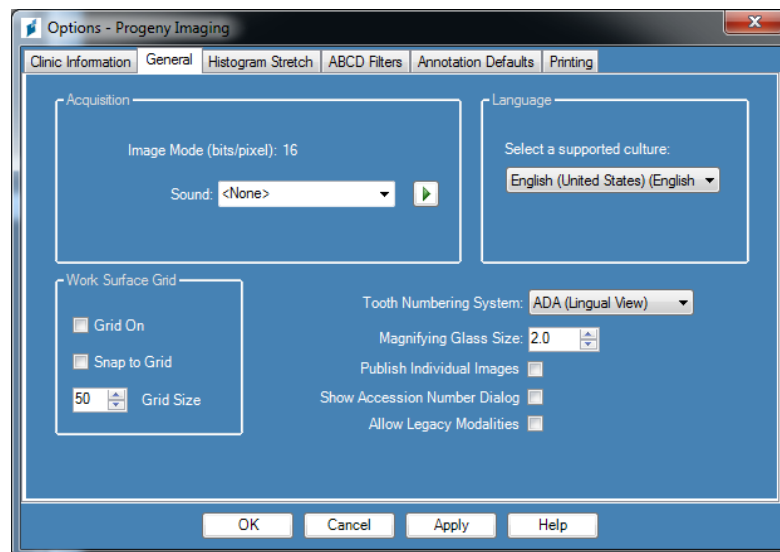 Options - Progeny Imaging
Clinic Information General Histogram Stretch ABCD Filters Annotation Defaults Printing
Acquisition
Image Mode (bits/pixel): 16
Sound: <None>
Language
Select a supported culture:
English (United States) (English
Work Surface Grid
Grid On
Snap to Grid
50 Grid Size
Tooth Numbering System: ADA (Lingual View)
Magnifying Glass Size: 2.0
Publish Individual Images
Show Accession Number Dialog
Allow Legacy Modalities
OK Cancel Apply Help